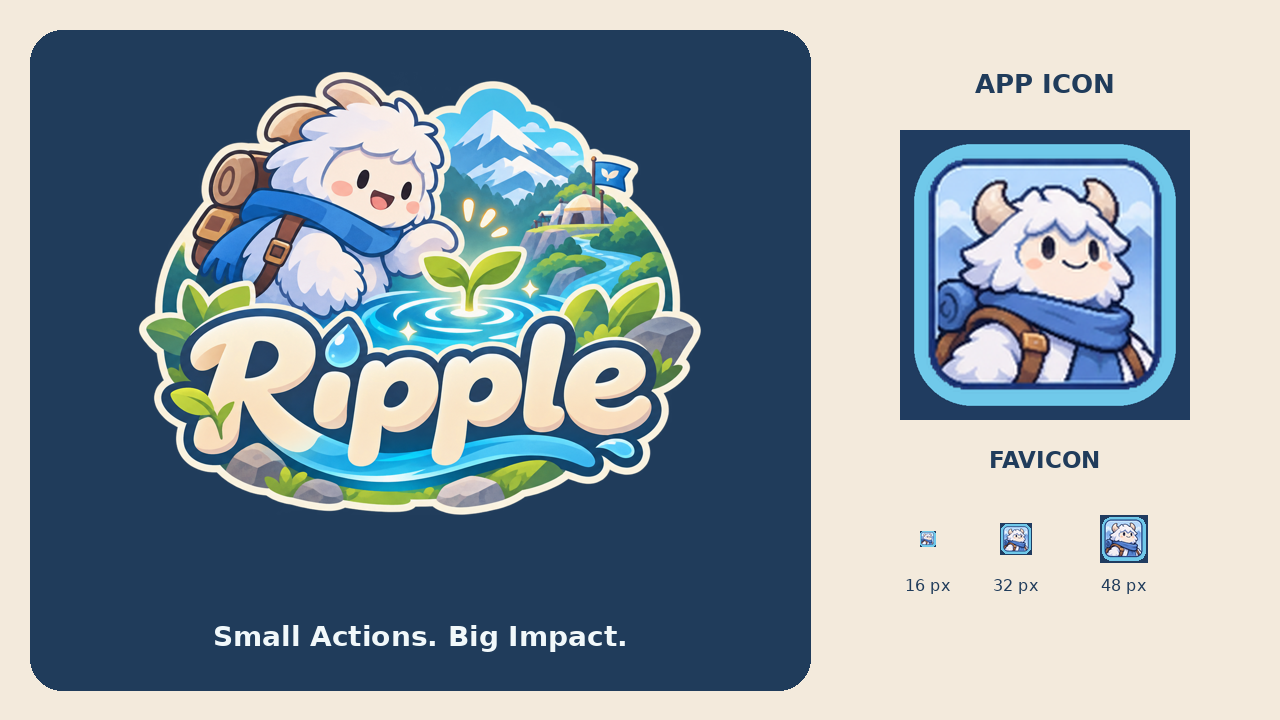 Ripple
Small Actions. Big Impact.
APP ICON
FAVICON
16 px
32 px
48 px